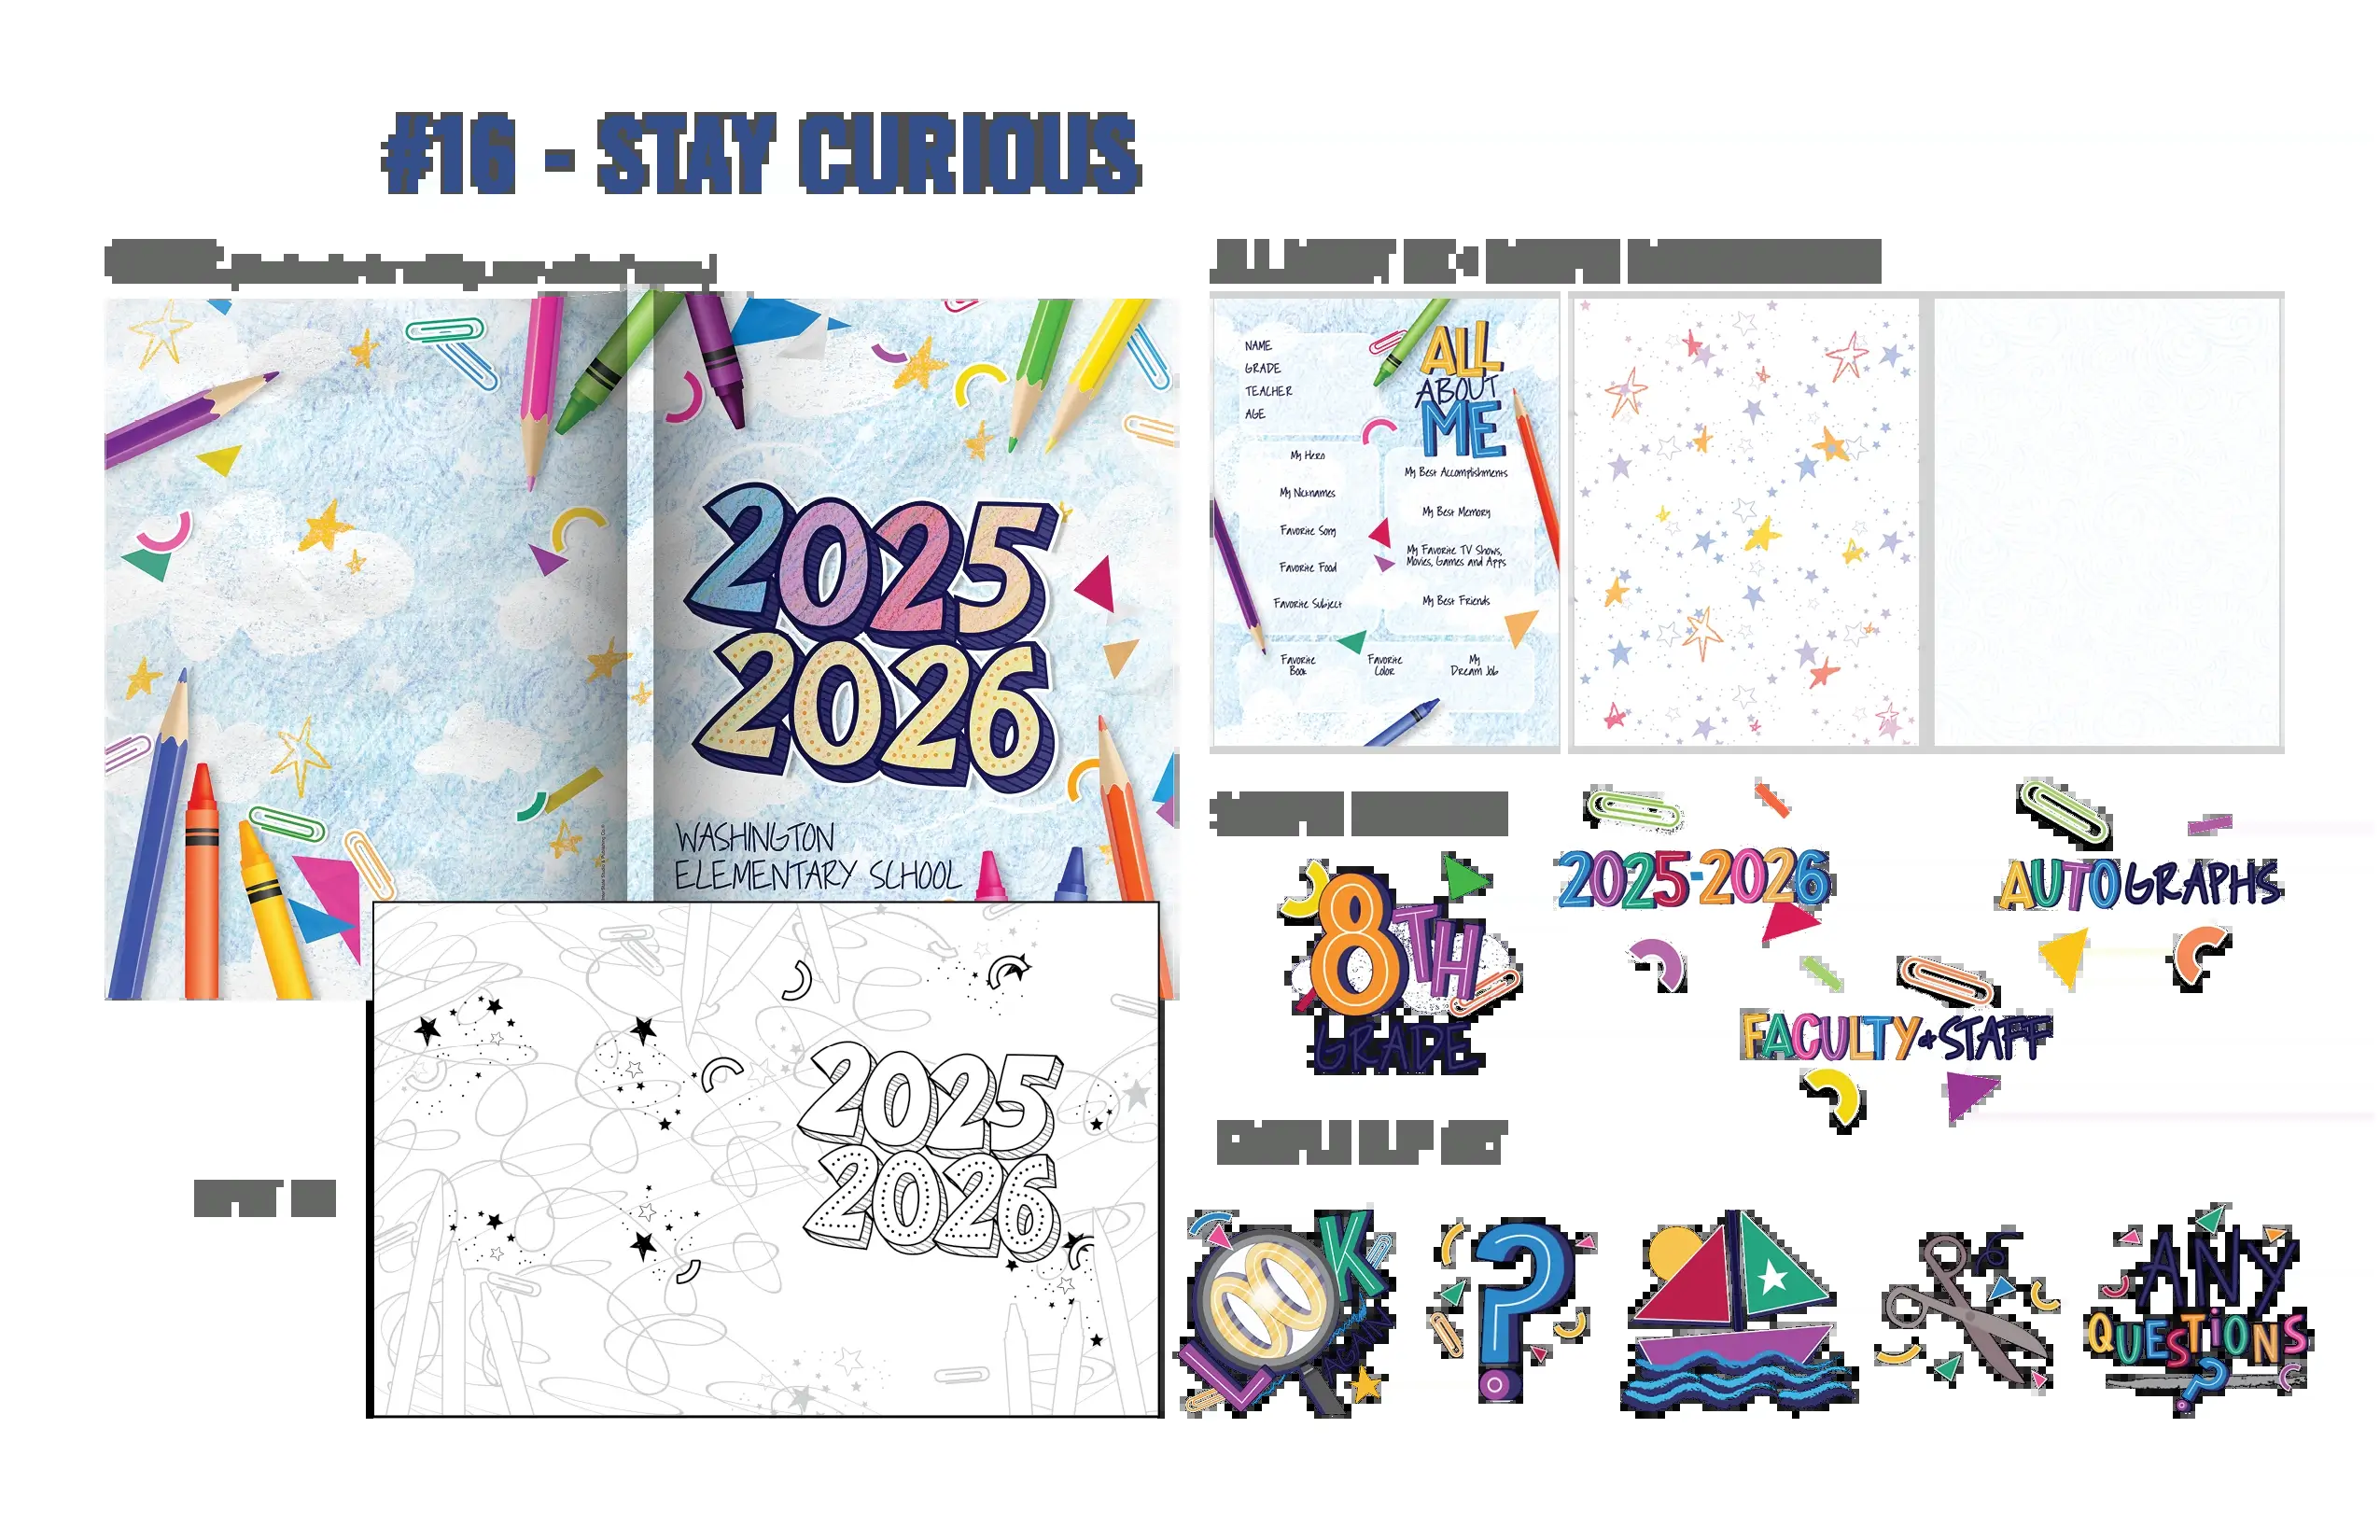 #16 - STAY CURIOUS
2025
2026
WASHINGTON
ELEMENTARY SCHOOL
NAME
GRADE
TEACHER
AGE
ALL
ABOUT
ME
My Hero
My Nicknames
Favorite Song
Favorite Food
Favorite Subject
My Best Accomplishments
My Best Memory
My Favorite TV Shows,
Movies, Games and Apps
My Best Friends
Favorite
Book
Favorite
Color
My
Dream Job
8TH
GRADE
2025-2026
AUTOGRAPHS
FACULTY & STAFF
2025
2026
LOOK
AGAIN
?
ANY
QUESTIONS
?